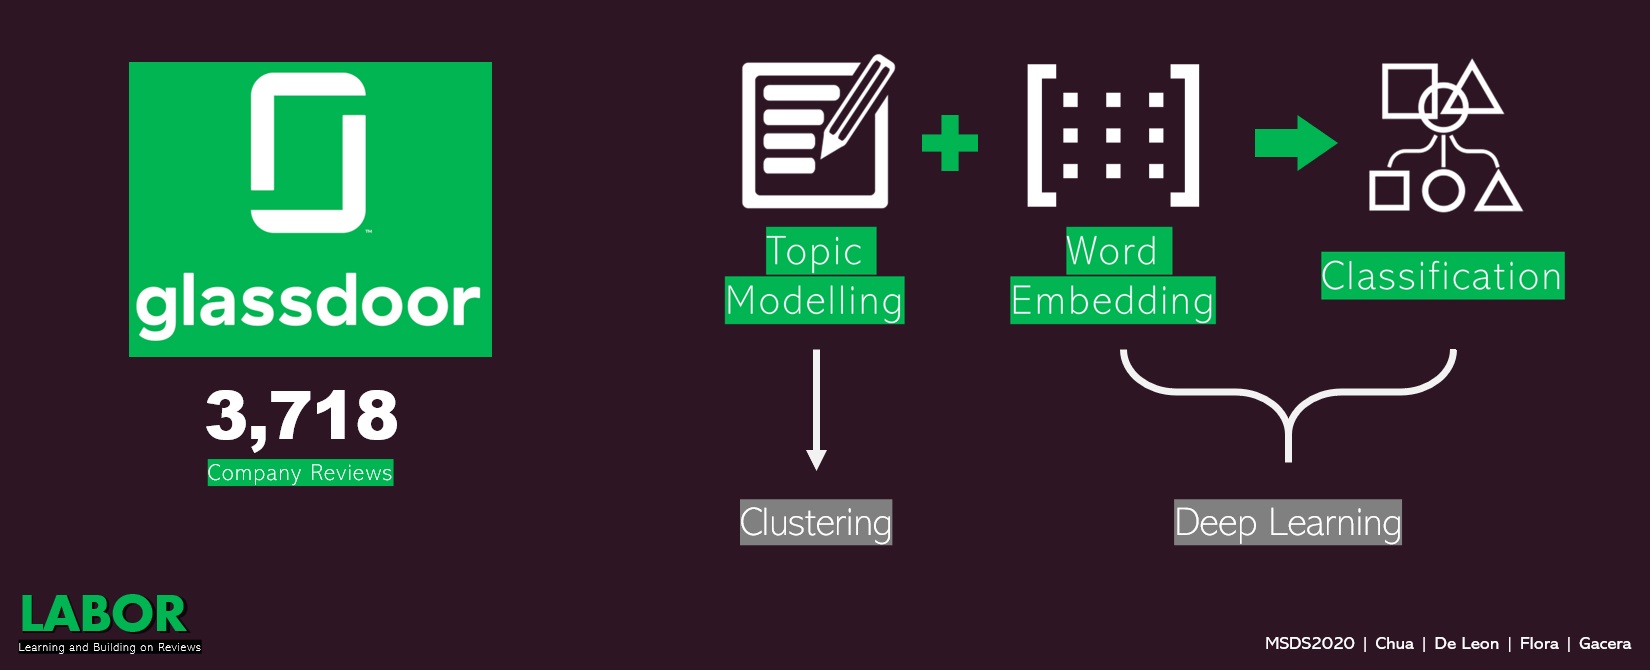 glassdoor
™
3,718
Company Reviews
Topic
Modelling
Word
Embedding
Classification
Clustering
Deep Learning
LABOR
Learning and Building on Reviews
MSDS2020 | Chua | De Leon | Flora | Gacera